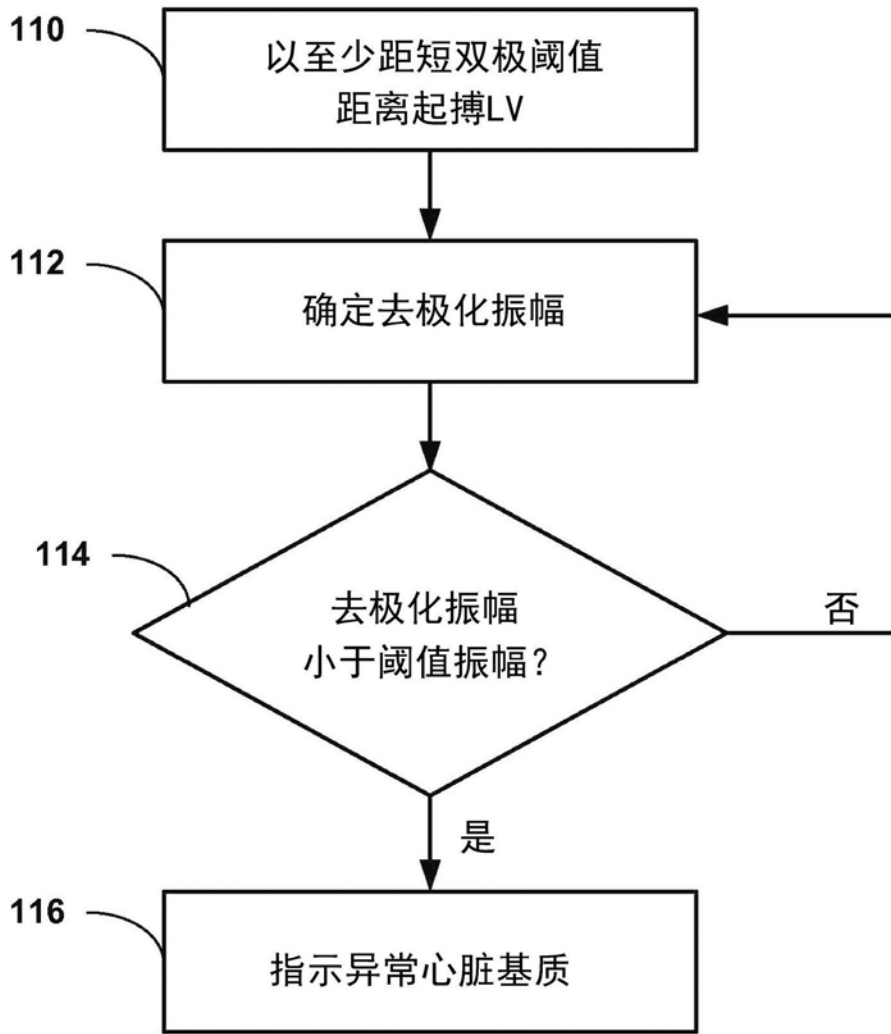 110
以至少距短双极阈值
距离起搏LV
112
确定去极化振幅
114
去极化振幅
小于阈值振幅?
否
是
116
指示异常心脏基质